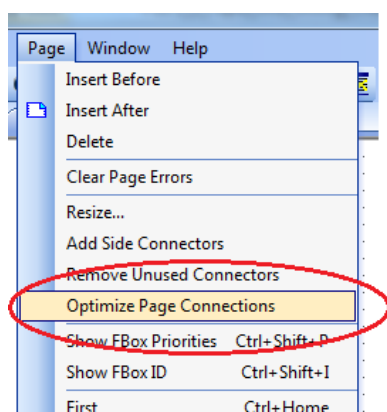 Page Window Help
Insert Before
Insert After
Delete
Clear Page Errors
Resize...
Add Side Connectors
Remove Unused Connectors
Optimize Page Connections
Show FBox Priorities Ctrl+Shift+P
Show FBox ID Ctrl+Shift+I
First Ctrl+Home